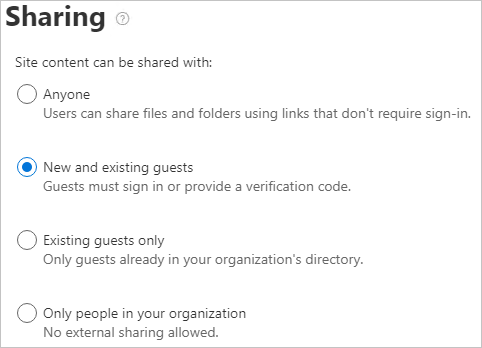 Sharing ?
Site content can be shared with:
Anyone
Users can share files and folders using links that don't require sign-in.
New and existing guests
Guests must sign in or provide a verification code.
Existing guests only
Only guests already in your organization's directory.
Only people in your organization
No external sharing allowed.